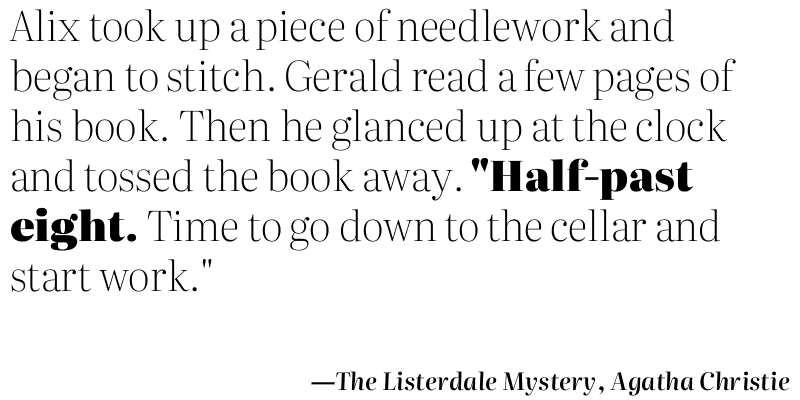 Alix took up a piece of needlework and
began to stitch. Gerald read a few pages of
his book. Then he glanced up at the clock
and tossed the book away. "Half-past
eight. Time to go down to the cellar and
start work."
—The Listerdale Mystery, Agatha Christie